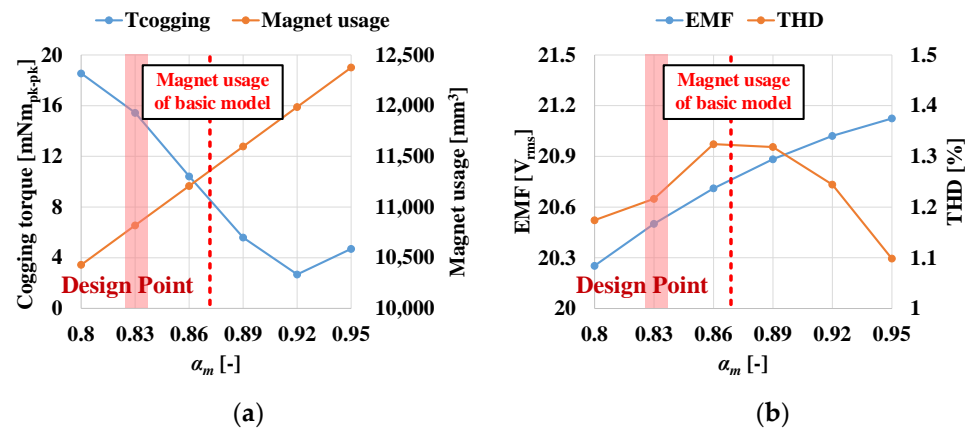 Tcogging Magnet usage
Cogging torque [mNm_pk-pk]
20
16
12
8
4
0
Magnet usage
of basic model
Design Point
12,500
12,000
11,500
11,000
10,500
10,000
Magnet usage [mm³]
0.8 0.83 0.86 0.89 0.92 0.95
α_m [-]
(a)
EMF THD
EMF [V_rms]
21.5
21.2
20.9
20.6
20.3
20
Magnet usage
of basic model
Design Point
1.5
1.4
1.3
1.2
1.1
1
THD [%]
0.8 0.83 0.86 0.89 0.92 0.95
α_m [-]
(b)